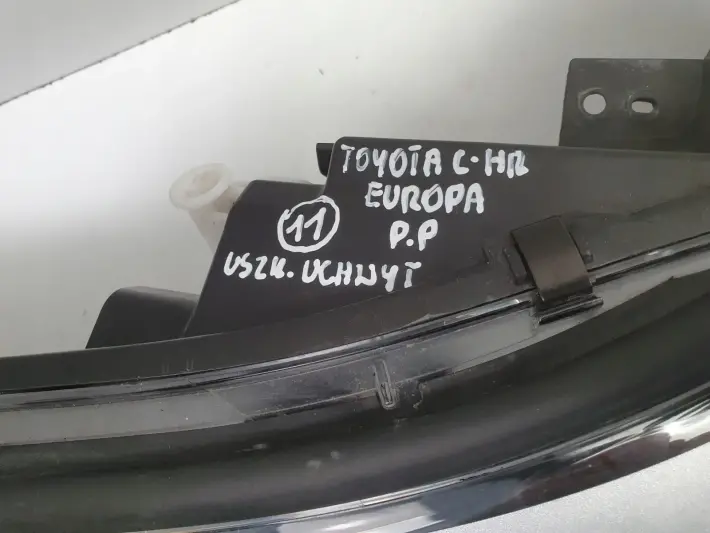 TOYOTA C-HR
EUROPA
P.P
11
USZK. UCHWYT